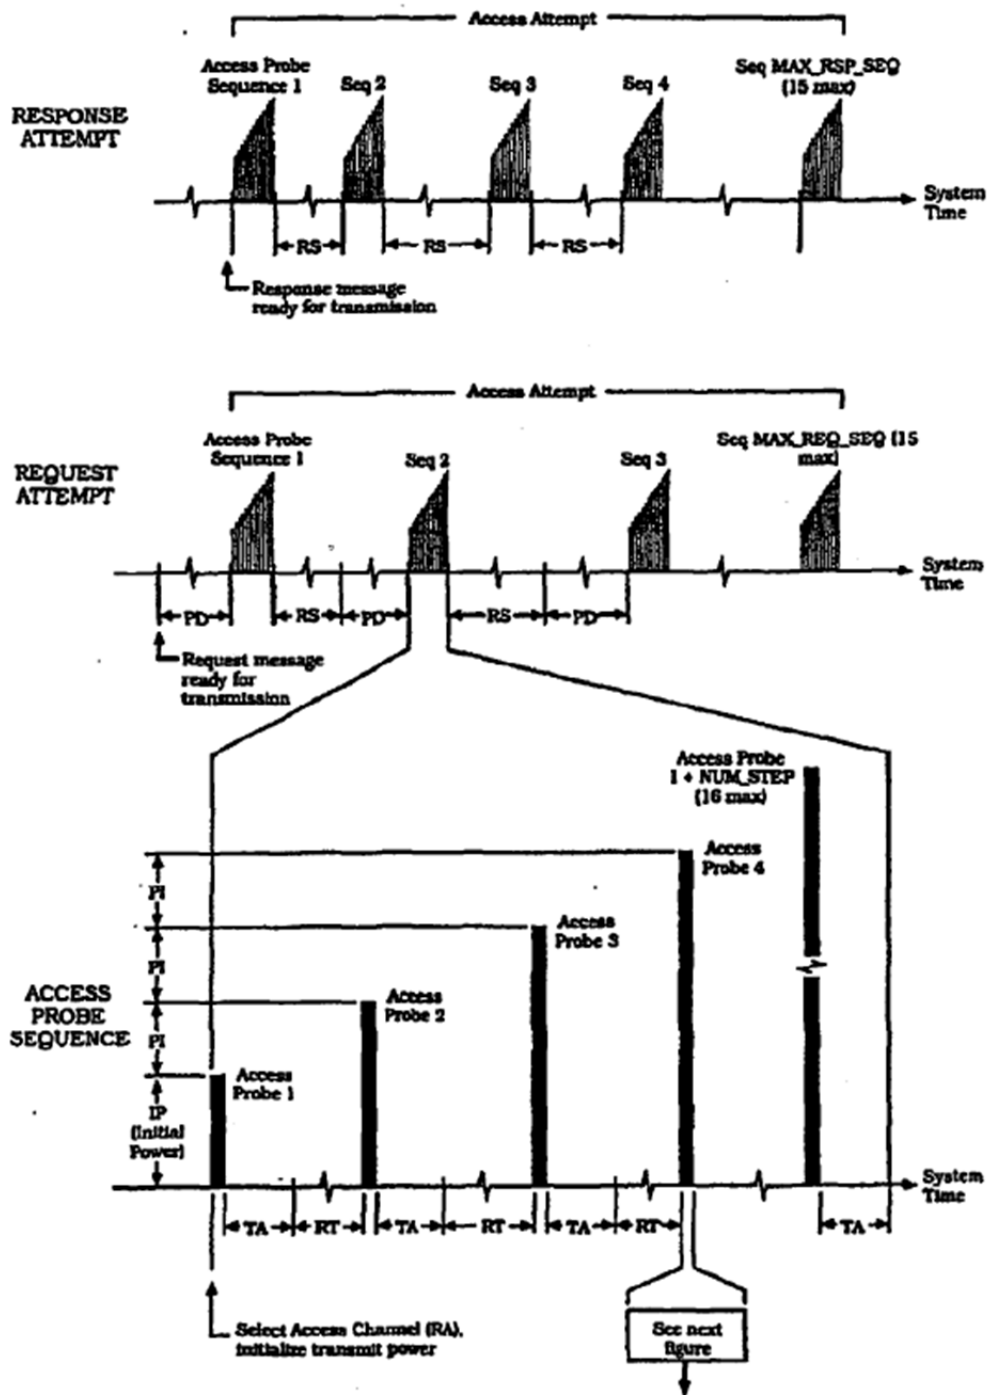 Access Attempt
Access Probe
Sequence 1
Seq 2
Seq 3
Seq 4
Seq MAX_RSP_SEQ
(15 max)
RESPONSE
ATTEMPT
System
Time
RS
RS
RS
Response message
ready for transmission
Access Attempt
Access Probe
Sequence 1
Seq 2
Seq 3
Seq MAX_REQ_SEQ (15
max)
REQUEST
ATTEMPT
System
Time
PD
RS
PD
RS
PD
Request message
ready for
transmission
Access Probe
1 + NUM_STEP
(16 max)
Access
Probe 4
PI
Access
Probe 3
PI
ACCESS
PROBE
SEQUENCE
Access
Probe 2
PI
Access
Probe 1
IP
(Initial
Power)
System
Time
TA
RT
TA
RT
TA
RT
TA
Select Access Channel (RA),
initialize transmit power
See next
figure